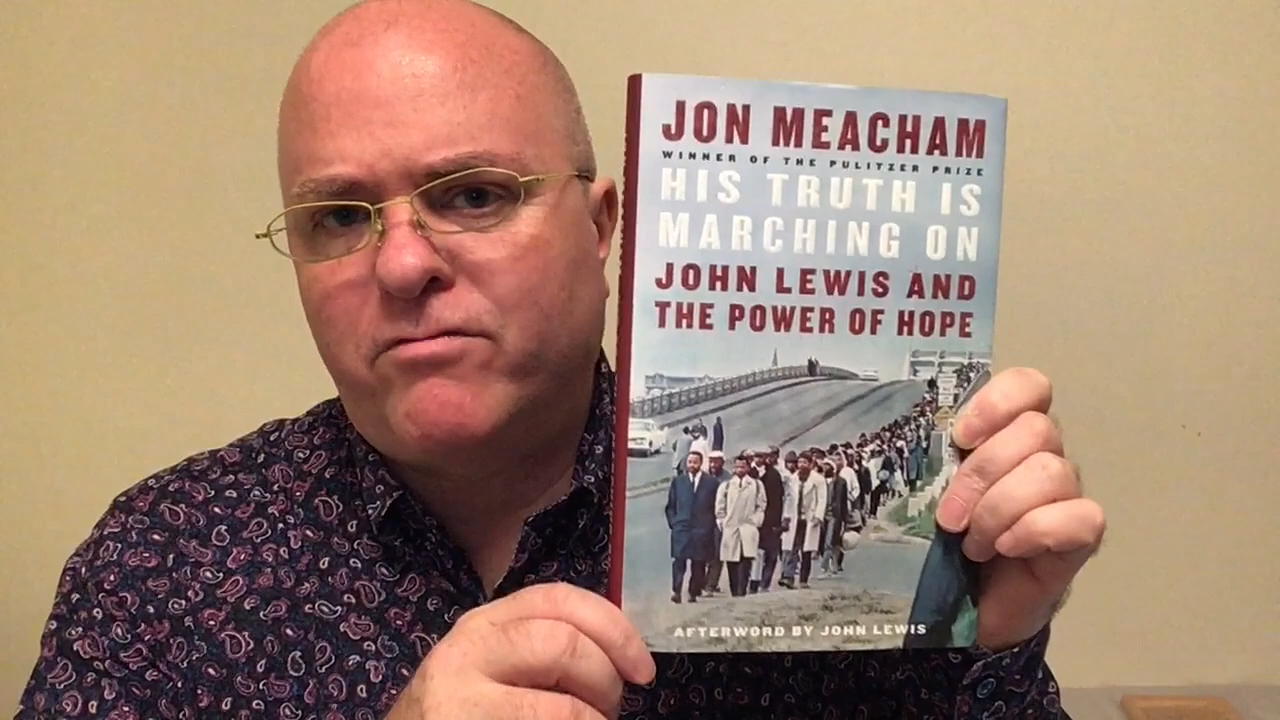 JON MEACHAM
WINNER OF THE PULITZER PRIZE
HIS TRUTH IS
MARCHING ON
JOHN LEWIS AND
THE POWER OF HOPE
AFTERWORD BY JOHN LEWIS